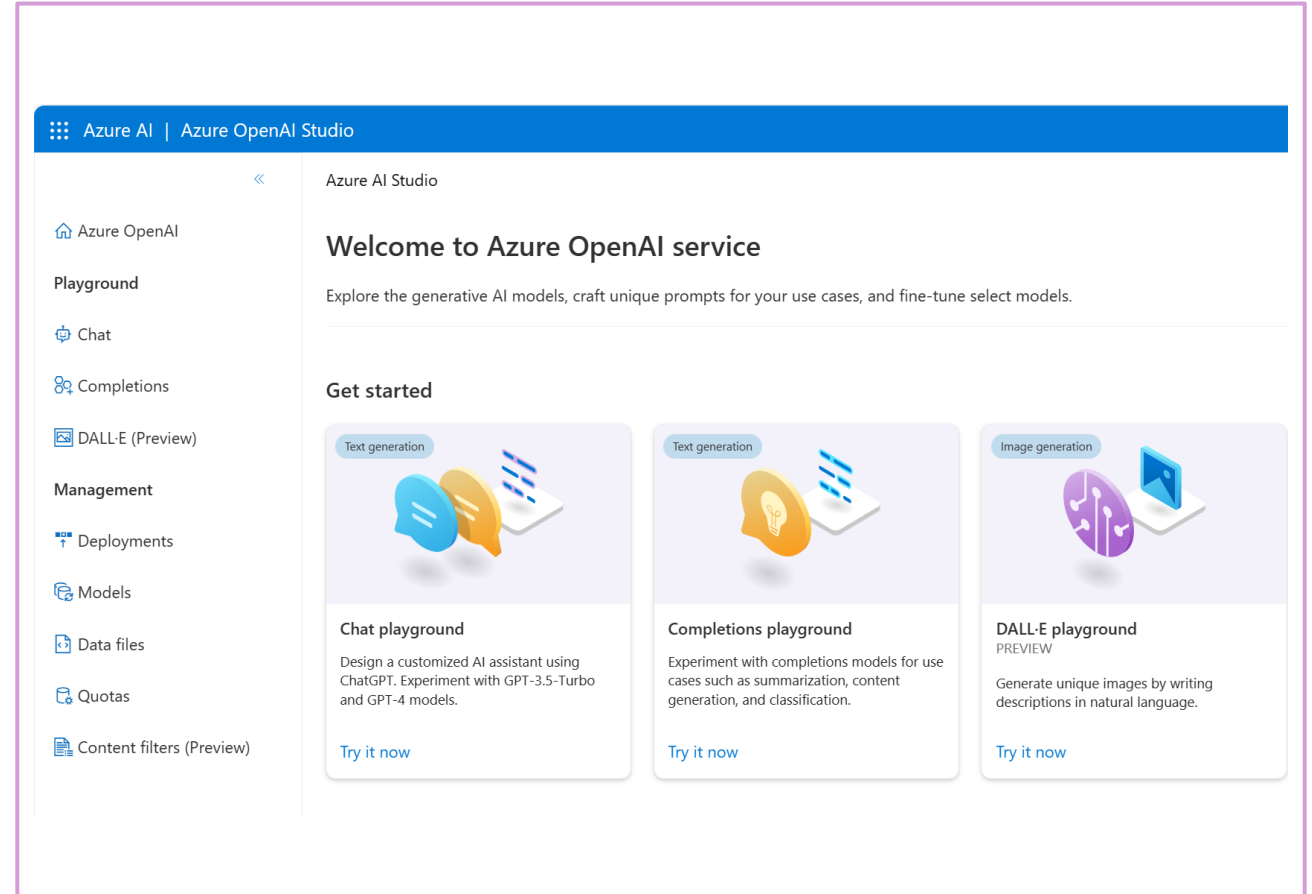 Azure AI | Azure OpenAI Studio
Azure AI Studio
Azure OpenAI
Playground
Chat
Completions
DALL·E (Preview)
Management
Deployments
Models
Data files
Quotas
Content filters (Preview)
Welcome to Azure OpenAI service
Explore the generative AI models, craft unique prompts for your use cases, and fine-tune select models.
Get started
Text generation
Chat playground
Design a customized AI assistant using
ChatGPT. Experiment with GPT-3.5-Turbo
and GPT-4 models.
Try it now
Text generation
Completions playground
Experiment with completions models for use
cases such as summarization, content
generation, and classification.
Try it now
Image generation
DALL·E playground
PREVIEW
Generate unique images by writing
descriptions in natural language.
Try it now